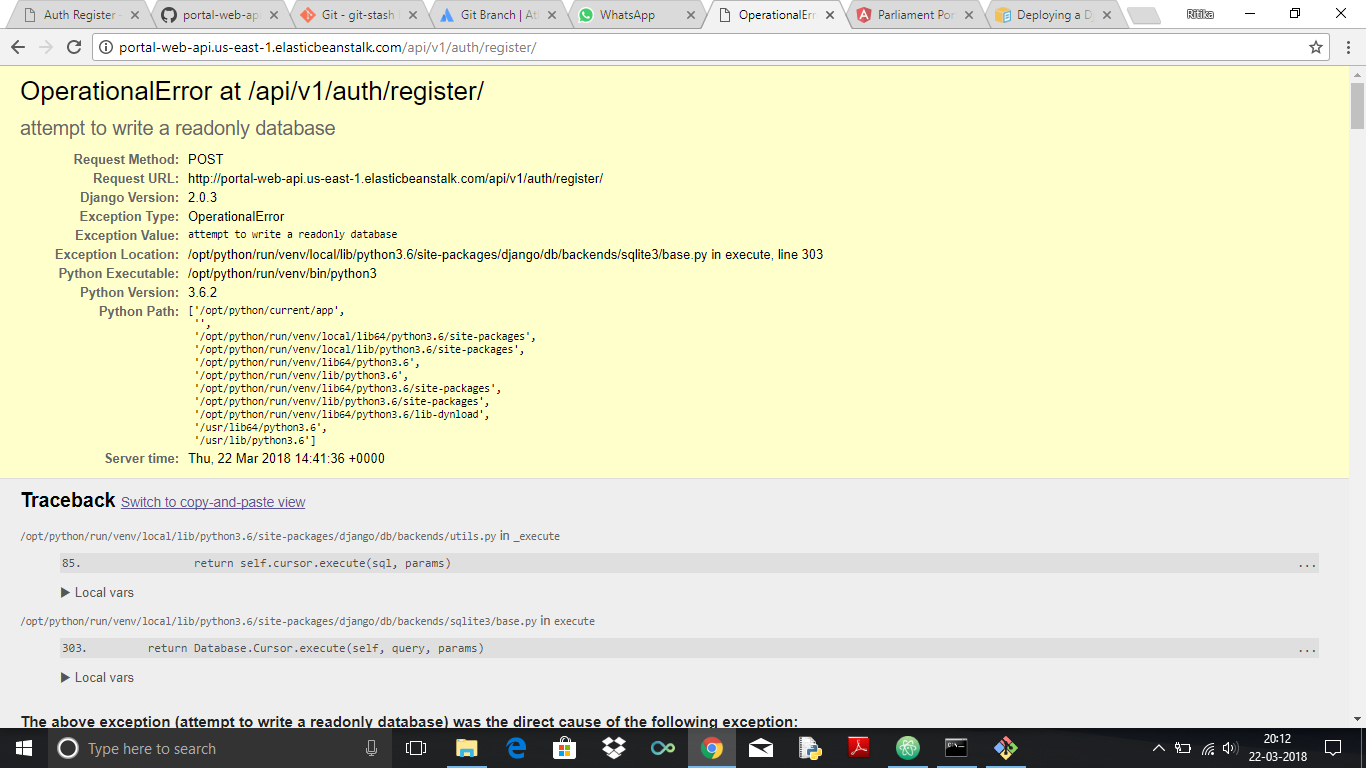 Auth Register -
portal-web-api
Git - git-stash
Git Branch | At
WhatsApp
OperationalErr
Parliament Por
Deploying a D
Ritika
portal-web-api.us-east-1.elasticbeanstalk.com/api/v1/auth/register/
OperationalError at /api/v1/auth/register/
attempt to write a readonly database
Request Method: POST
Request URL: http://portal-web-api.us-east-1.elasticbeanstalk.com/api/v1/auth/register/
Django Version: 2.0.3
Exception Type: OperationalError
Exception Value: attempt to write a readonly database
Exception Location: /opt/python/run/venv/local/lib/python3.6/site-packages/django/db/backends/sqlite3/base.py in execute, line 303
Python Executable: /opt/python/run/venv/bin/python3
Python Version: 3.6.2
Python Path: ['/opt/python/current/app',
'',
'/opt/python/run/venv/local/lib64/python3.6/site-packages',
'/opt/python/run/venv/local/lib/python3.6/site-packages',
'/opt/python/run/venv/lib64/python3.6',
'/opt/python/run/venv/lib/python3.6',
'/opt/python/run/venv/lib64/python3.6/site-packages',
'/opt/python/run/venv/lib/python3.6/site-packages',
'/opt/python/run/venv/lib64/python3.6/lib-dynload',
'/usr/lib64/python3.6',
'/usr/lib/python3.6']
Server time: Thu, 22 Mar 2018 14:41:36 +0000
Traceback Switch to copy-and-paste view
/opt/python/run/venv/local/lib/python3.6/site-packages/django/db/backends/utils.py in _execute
85. return self.cursor.execute(sql, params) ...
▶ Local vars
/opt/python/run/venv/local/lib/python3.6/site-packages/django/db/backends/sqlite3/base.py in execute
303. return Database.Cursor.execute(self, query, params) ...
▶ Local vars
The above exception (attempt to write a readonly database) was the direct cause of the following exception:
Type here to search
20:12
22-03-2018